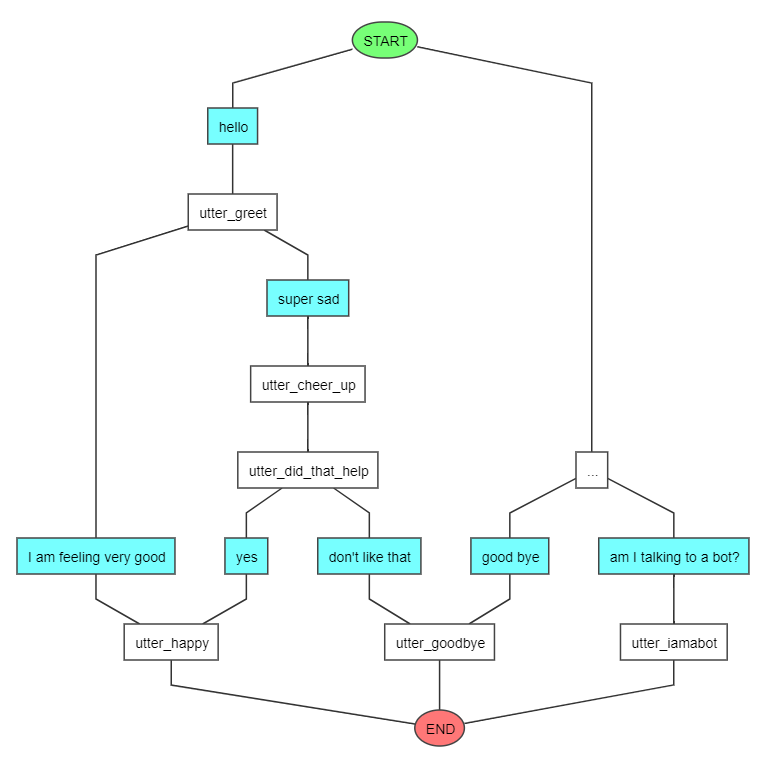 START
hello
utter_greet
super sad
utter_cheer_up
utter_did_that_help
...
I am feeling very good
yes
don't like that
good bye
am I talking to a bot?
utter_happy
utter_goodbye
utter_iamabot
END